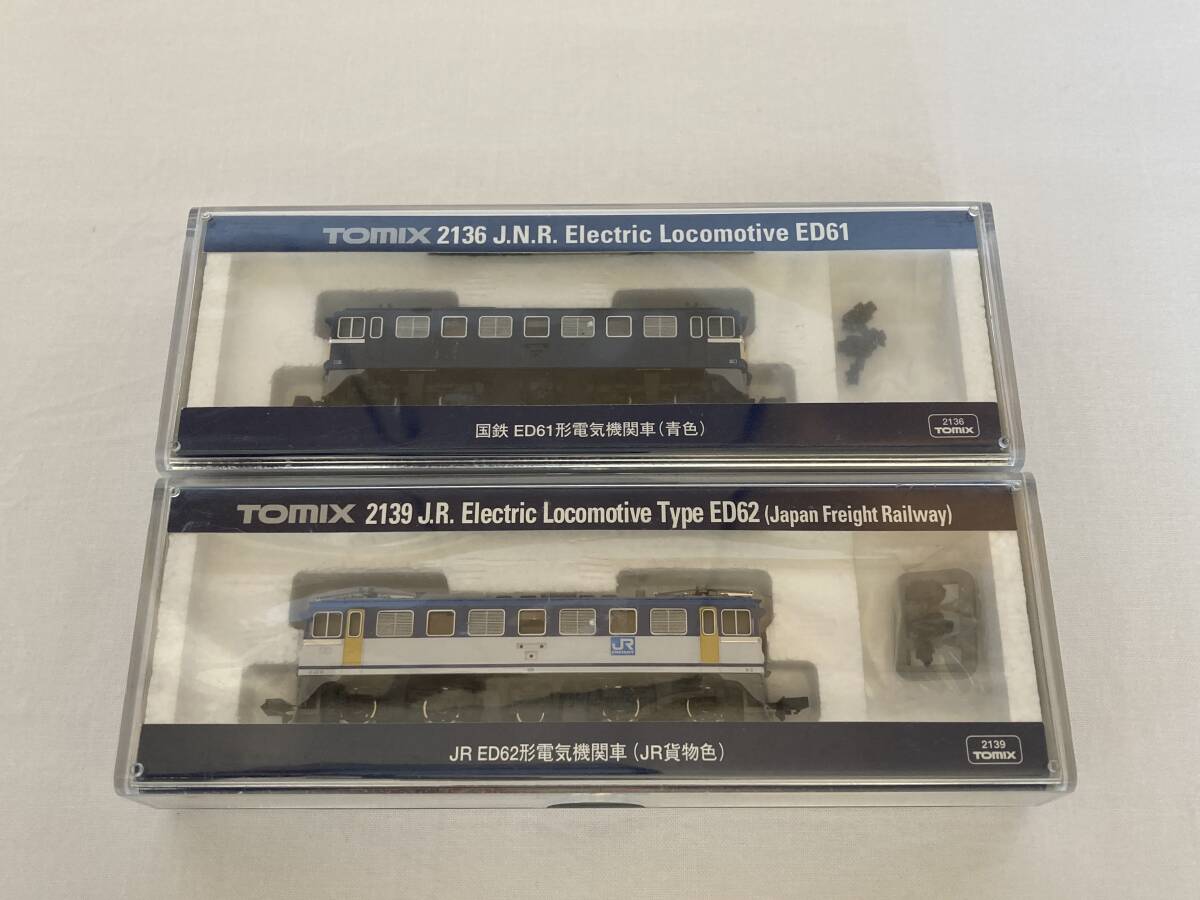 TOMIX 2136 J.N.R. Electric Locomotive ED61
国鉄 ED61形電気機関車(青色)
2136
TOMIX
TOMIX 2139 J.R. Electric Locomotive Type ED62 (Japan Freight Railway)
JR
FREIGHT
JR ED62形電気機関車(JR貨物色)
2139
TOMIX